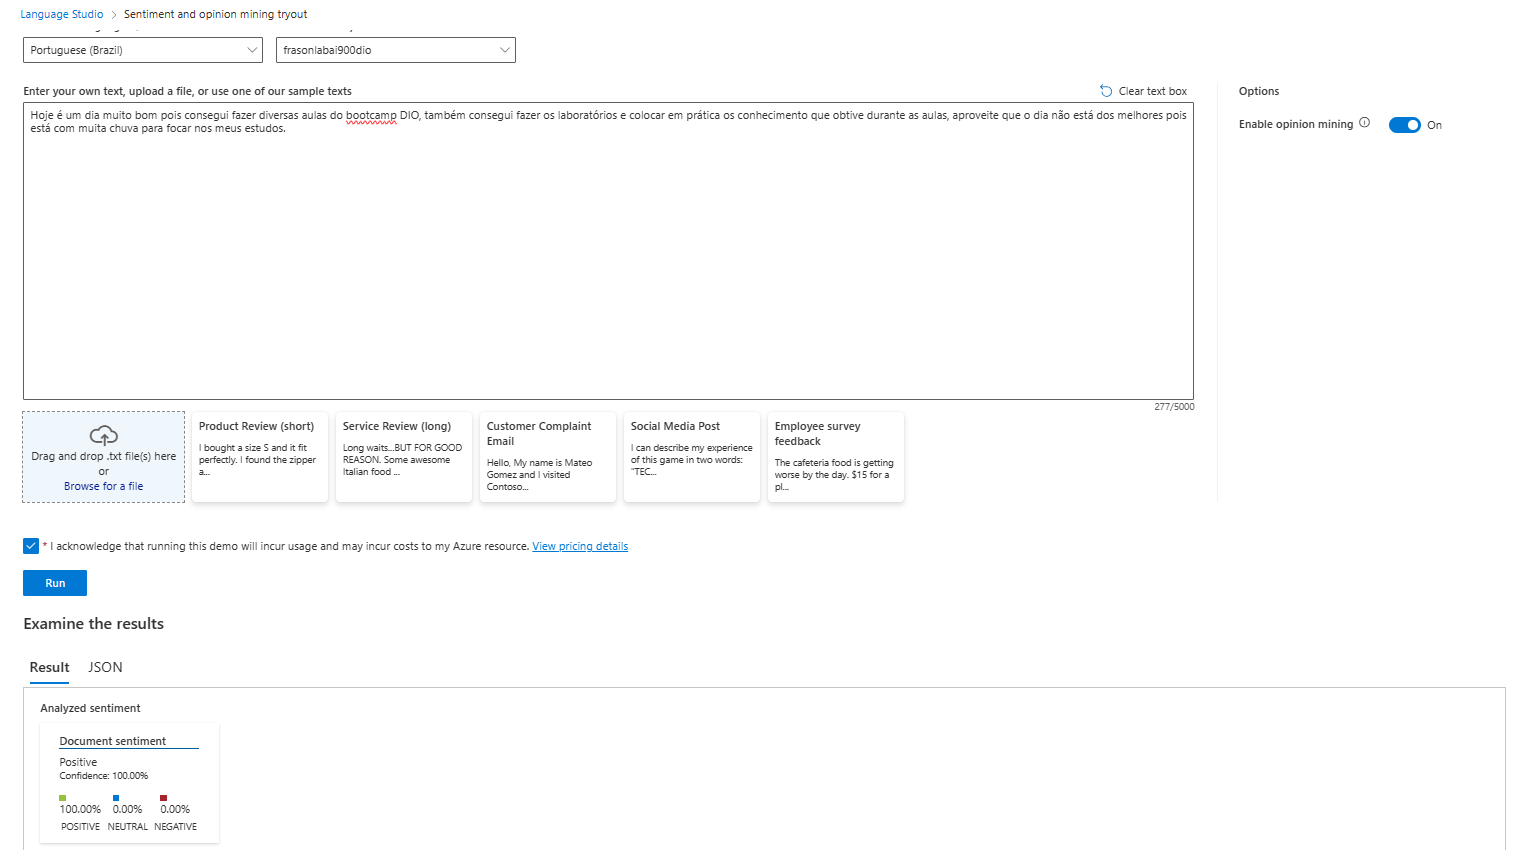 Language Studio > Sentiment and opinion mining tryout
Portuguese (Brazil)
frasonlabai900dio
Enter your own text, upload a file, or use one of our sample texts
Clear text box
Hoje é um dia muito bom pois consegui fazer diversas aulas do bootcamp DIO, também consegui fazer os laboratórios e colocar em prática os conhecimento que obtive durante as aulas, aproveite que o dia não está dos melhores pois
está com muita chuva para focar nos meus estudos.
277/5000
Options
Enable opinion mining
On
Drag and drop .txt file(s) here
or
Browse for a file
Product Review (short)
I bought a size S and it fit
perfectly. I found the zipper
a...
Service Review (long)
Long waits...BUT FOR GOOD
REASON. Some awesome
Italian food ...
Customer Complaint
Email
Hello, My name is Mateo
Gomez and I visited
Contoso...
Social Media Post
I can describe my experience
of this game in two words:
"TEC...
Employee survey
feedback
The cafeteria food is getting
worse by the day. $15 for a
pl...
* I acknowledge that running this demo will incur usage and may incur costs to my Azure resource. View pricing details
Run
Examine the results
Result
JSON
Analyzed sentiment
Document sentiment
Positive
Confidence: 100.00%
100.00% 0.00% 0.00%
POSITIVE NEUTRAL NEGATIVE